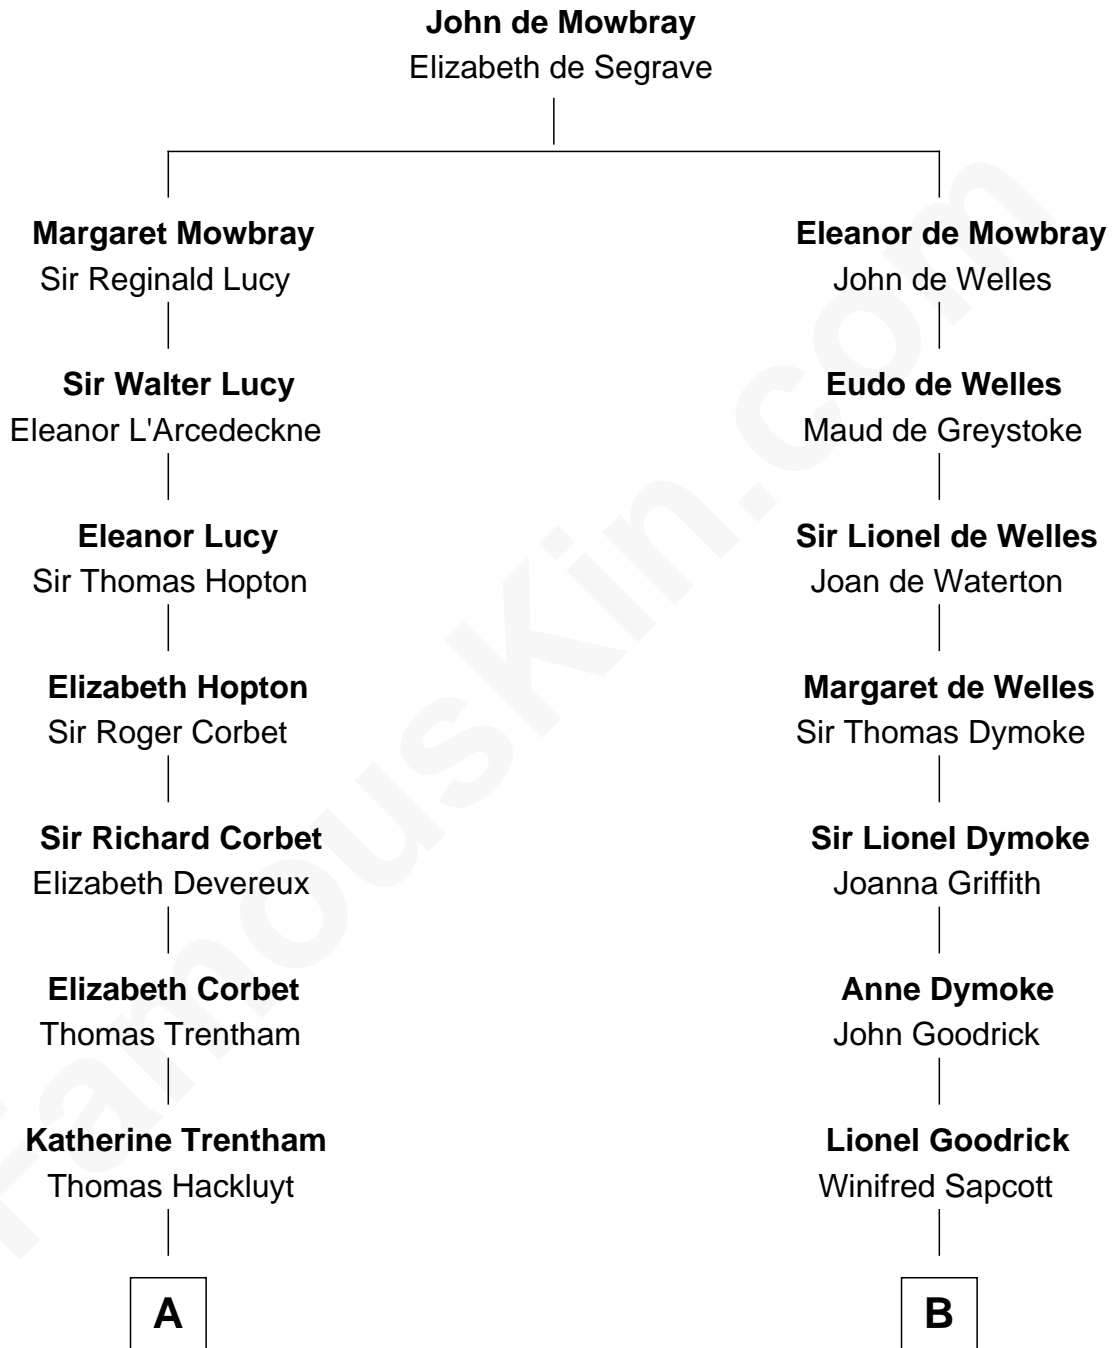 John de Mowbray
Elizabeth de Segrave
Margaret Mowbray
Sir Reginald Lucy
Eleanor de Mowbray
John de Welles
Sir Walter Lucy
Eleanor L'Arcedeckne
Eudo de Welles
Maud de Greystoke
Eleanor Lucy
Sir Thomas Hopton
Sir Lionel de Welles
Joan de Waterton
Elizabeth Hopton
Sir Roger Corbet
Margaret de Welles
Sir Thomas Dymoke
Sir Richard Corbet
Elizabeth Devereux
Sir Lionel Dymoke
Joanna Griffith
Elizabeth Corbet
Thomas Trentham
Anne Dymoke
John Goodrick
Katherine Trentham
Thomas Hackluyt
Lionel Goodrick
Winifred Sapcott
A
B
FamousKin.com